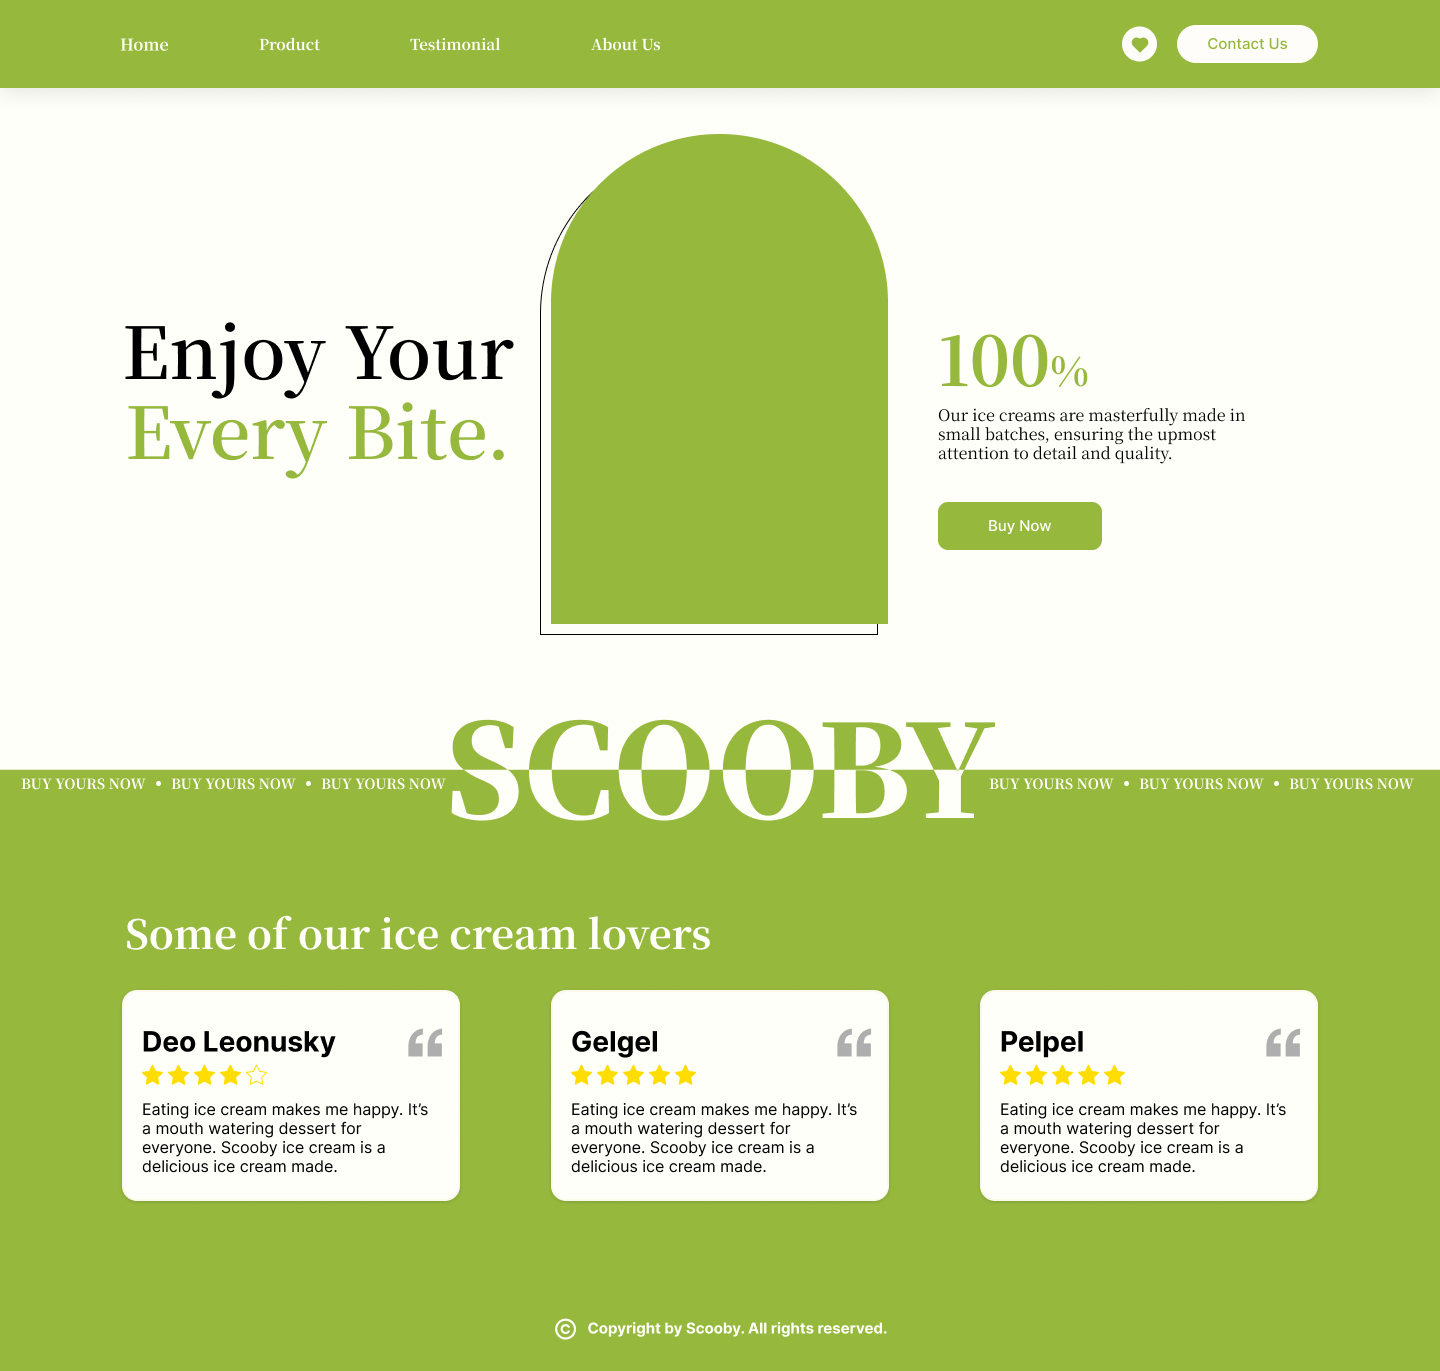 Home Product Testimonial About Us Contact Us
Enjoy Your
Every Bite.
100%
Our ice creams are masterfully made in
small batches, ensuring the upmost
attention to detail and quality.
Buy Now
SCOOBY
BUY YOURS NOW • BUY YOURS NOW • BUY YOURS NOW
BUY YOURS NOW • BUY YOURS NOW • BUY YOURS NOW
Some of our ice cream lovers
Deo Leonusky
Eating ice cream makes me happy. It’s
a mouth watering dessert for
everyone. Scooby ice cream is a
delicious ice cream made.
Gelgel
Eating ice cream makes me happy. It’s
a mouth watering dessert for
everyone. Scooby ice cream is a
delicious ice cream made.
Pelpel
Eating ice cream makes me happy. It’s
a mouth watering dessert for
everyone. Scooby ice cream is a
delicious ice cream made.
© Copyright by Scooby. All rights reserved.